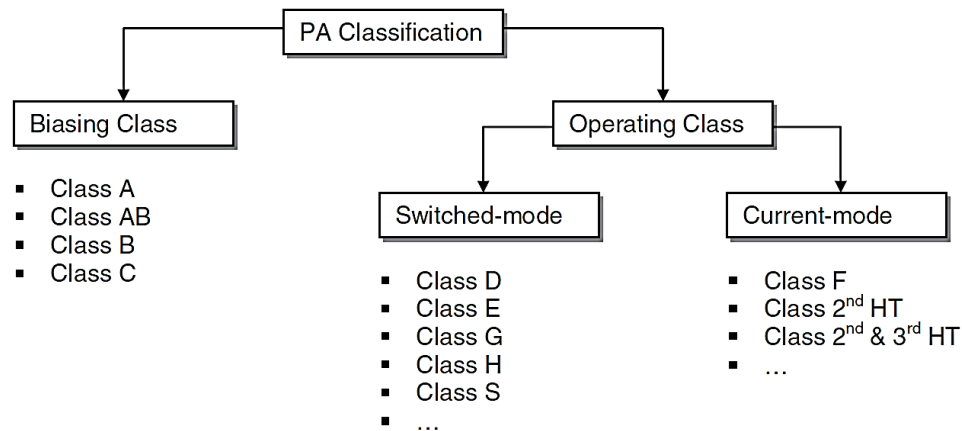 PA Classification
Biasing Class
▪ Class A
▪ Class AB
▪ Class B
▪ Class C
Operating Class
Switched-mode
▪ Class D
▪ Class E
▪ Class G
▪ Class H
▪ Class S
▪ …
Current-mode
▪ Class F
▪ Class 2nd HT
▪ Class 2nd & 3rd HT
▪ …